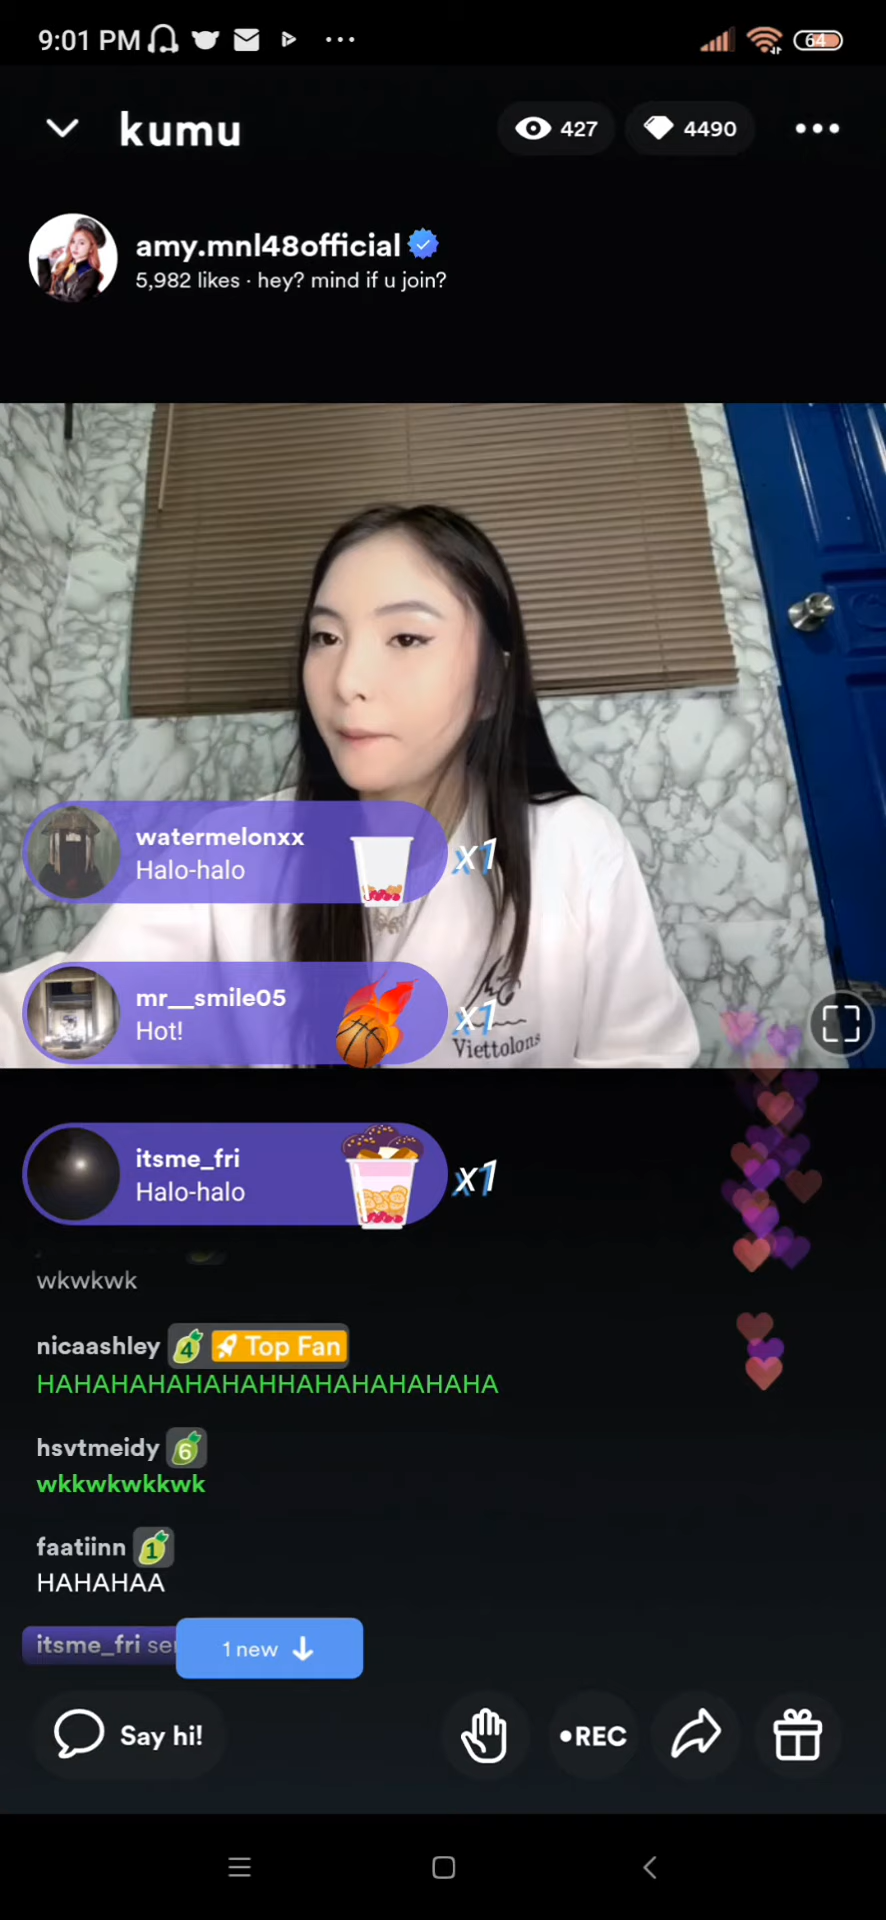 9:01 PM
64
kumu
427
4490
amy.mnl48official
5,982 likes · hey? mind if u join?
watermelonxx
Halo-halo
x1
mr__smile05
Hot!
x1
Viettolons
itsme_fri
Halo-halo
x1
wkwkwk
nicaashley 4 Top Fan
HAHAHAHAHAHAHHAHAHAHAHAHA
hsvtmeidy 6
wkkwkwkkwk
faatiinn 1
HAHAHAA
itsme_fri
1 new
Say hi!
•REC